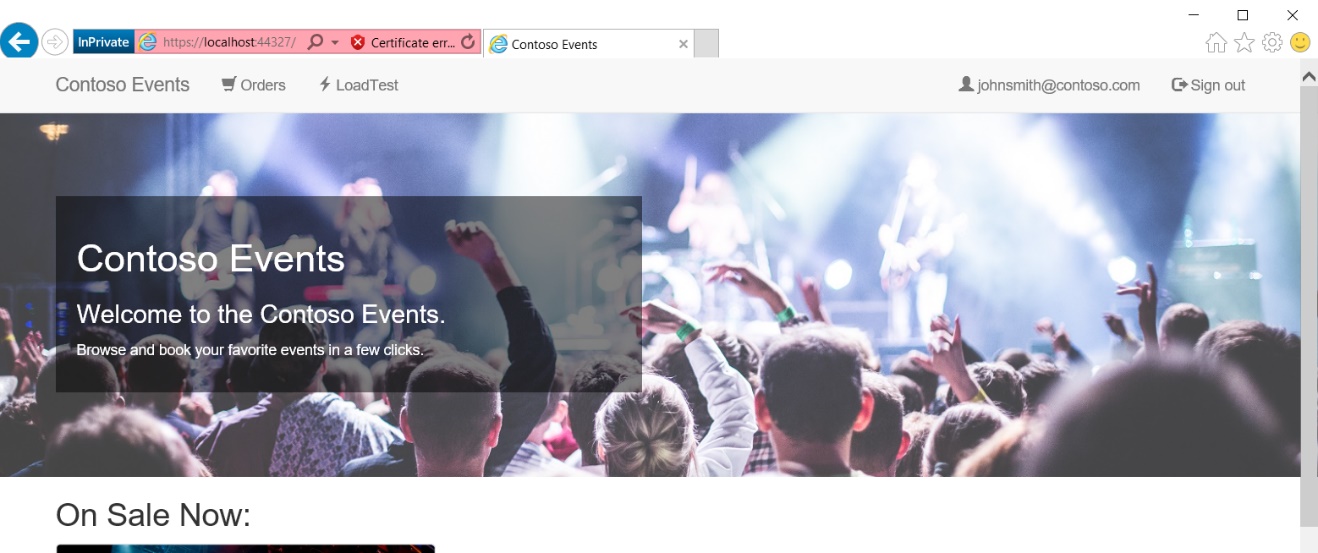 InPrivate https://localhost:44327/ Certificate err... Contoso Events
Contoso Events Orders LoadTest johnsmith@contoso.com Sign out
Contoso Events
Welcome to the Contoso Events.
Browse and book your favorite events in a few clicks.
On Sale Now: